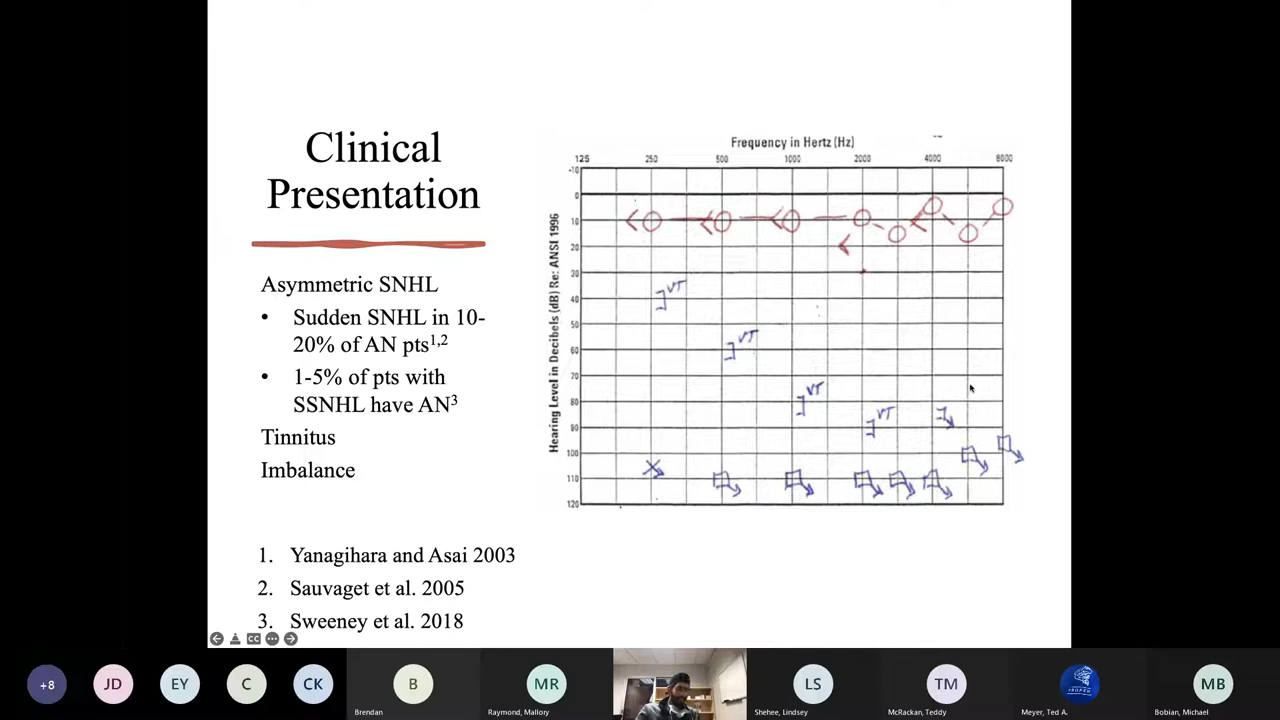 Clinical
Presentation
Asymmetric SNHL
• Sudden SNHL in 10-
20% of AN pts1,2
• 1-5% of pts with
SSNHL have AN3
Tinnitus
Imbalance
1. Yanagihara and Asai 2003
2. Sauvaget et al. 2005
3. Sweeney et al. 2018
Frequency in Hertz (Hz)
125 250 500 1000 2000 4000 8000
Hearing Level in Decibels (dB) Re: ANSI 1996
-10
0
10
20
30
40
50
60
70
80
90
100
110
120
VT
VT
VT
VT
CC
+8
JD
EY
C
CK
B
Brendan
MR
Raymond, Mallory
LS
Shehee, Lindsey
TM
McRackan, Teddy
Meyer, Ted A.
MB
Bobian, Michael